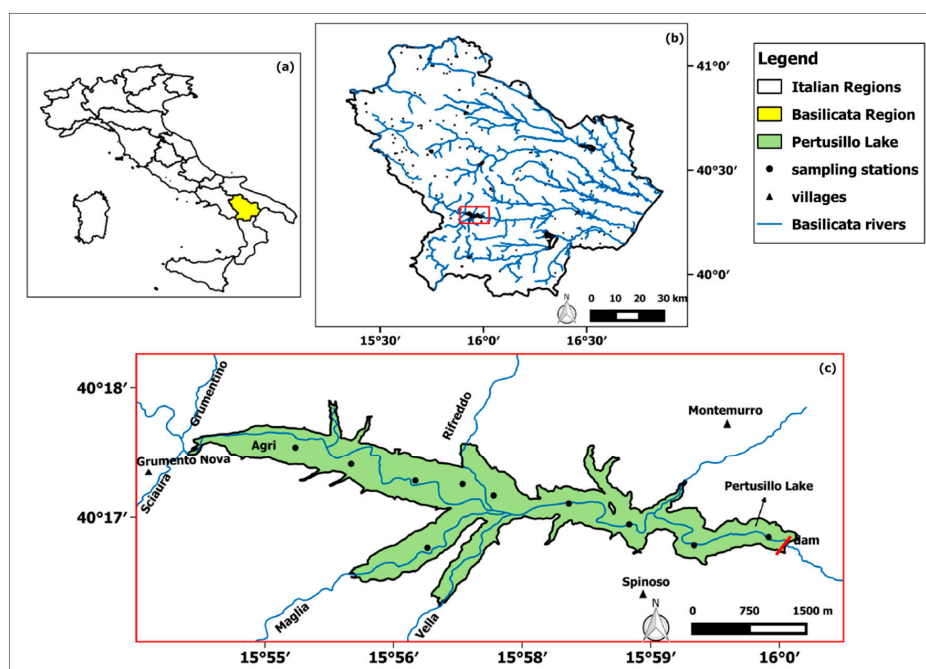 (a)
(b)
41°0'
40°30'
40°0'
N
0 10 20 30 km
15°30' 16°0' 16°30'
Legend
Italian Regions
Basilicata Region
Pertusillo Lake
sampling stations
villages
Basilicata rivers
(c)
40°18'
40°17'
Grumentino
Rifreddo
Montemurro
Agri
Grumento Nova
Sciaura
Pertusillo Lake
dam
Spinoso
Maglia
Vella
N
0 750 1500 m
15°55' 15°56' 15°58' 15°59' 16°0'